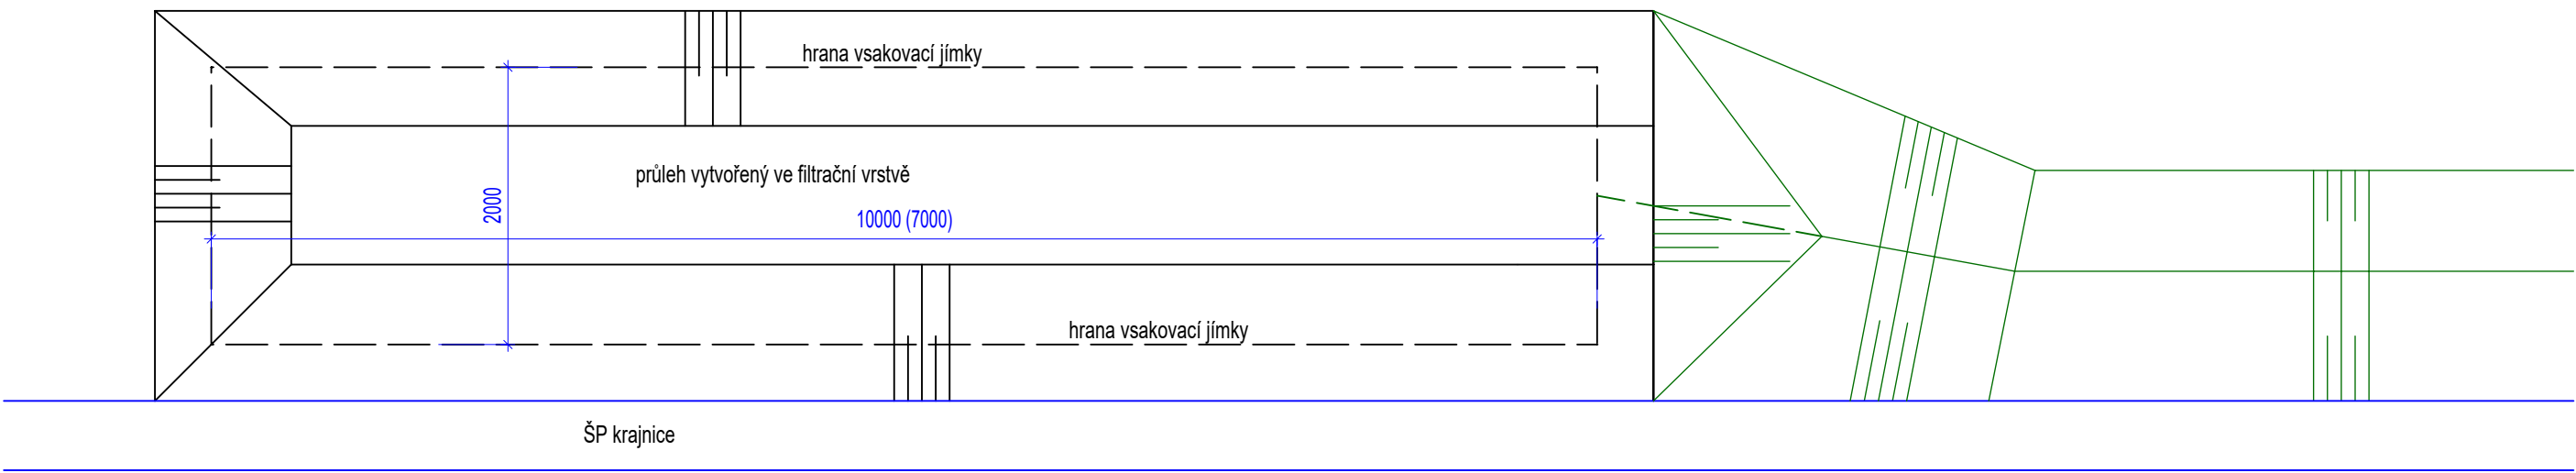 hrana vsakovací jímky
průleh vytvořený ve filtrační vrstvě
2000
10000 (7000)
hrana vsakovací jímky
ŠP krajnice